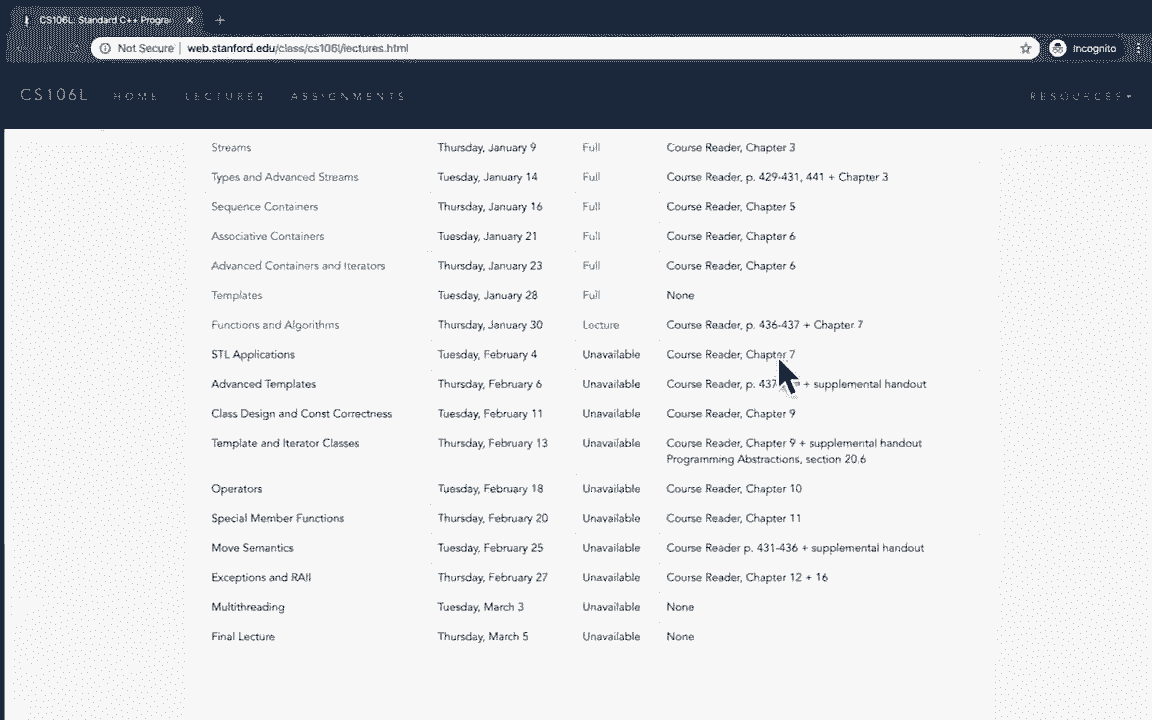 CS106L: Standard C++ Progra
Not Secure | web.stanford.edu/class/cs106l/lectures.html Incognito
CS106L HOME LECTURES ASSIGNMENTS RESOURCES
Streams Thursday, January 9 Full Course Reader, Chapter 3
Types and Advanced Streams Tuesday, January 14 Full Course Reader, p. 429-431, 441 + Chapter 3
Sequence Containers Thursday, January 16 Full Course Reader, Chapter 5
Associative Containers Tuesday, January 21 Full Course Reader, Chapter 6
Advanced Containers and Iterators Thursday, January 23 Full Course Reader, Chapter 6
Templates Tuesday, January 28 Full None
Functions and Algorithms Thursday, January 30 Lecture Course Reader, p. 436-437 + Chapter 7
STL Applications Tuesday, February 4 Unavailable Course Reader, Chapter 7
Advanced Templates Thursday, February 6 Unavailable Course Reader, p. 437 + supplemental handout
Class Design and Const Correctness Tuesday, February 11 Unavailable Course Reader, Chapter 9
Template and Iterator Classes Thursday, February 13 Unavailable Course Reader, Chapter 9 + supplemental handout
Programming Abstractions, section 20.6
Operators Tuesday, February 18 Unavailable Course Reader, Chapter 10
Special Member Functions Thursday, February 20 Unavailable Course Reader, Chapter 11
Move Semantics Tuesday, February 25 Unavailable Course Reader p. 431-436 + supplemental handout
Exceptions and RAII Thursday, February 27 Unavailable Course Reader, Chapter 12 + 16
Multithreading Tuesday, March 3 Unavailable None
Final Lecture Thursday, March 5 Unavailable None